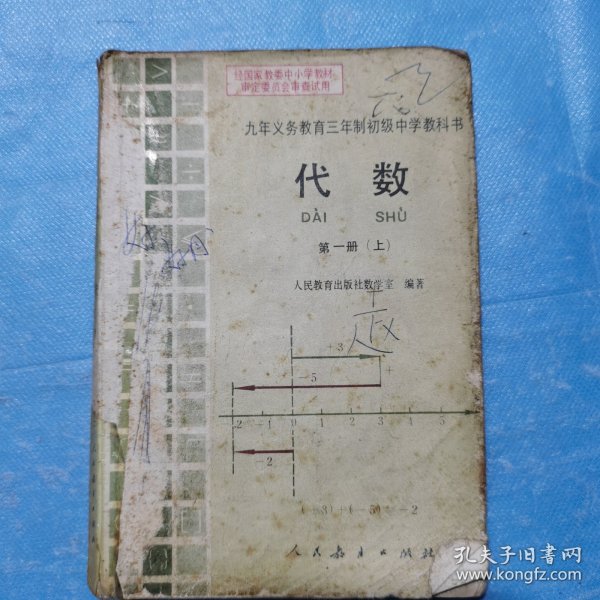 经国家教委中小学教材
审定委员会审查试用
九年义务教育三年制初级中学教科书
代 数
DÀI SHÙ
第一册(上)
人民教育出版社数学室 编著
+3
-5
-2 -1 0 1 2 3 4 5
-2
(+3)+(-5)=-2
人民教育出版社
孔夫子旧书网
www.kongfz.com